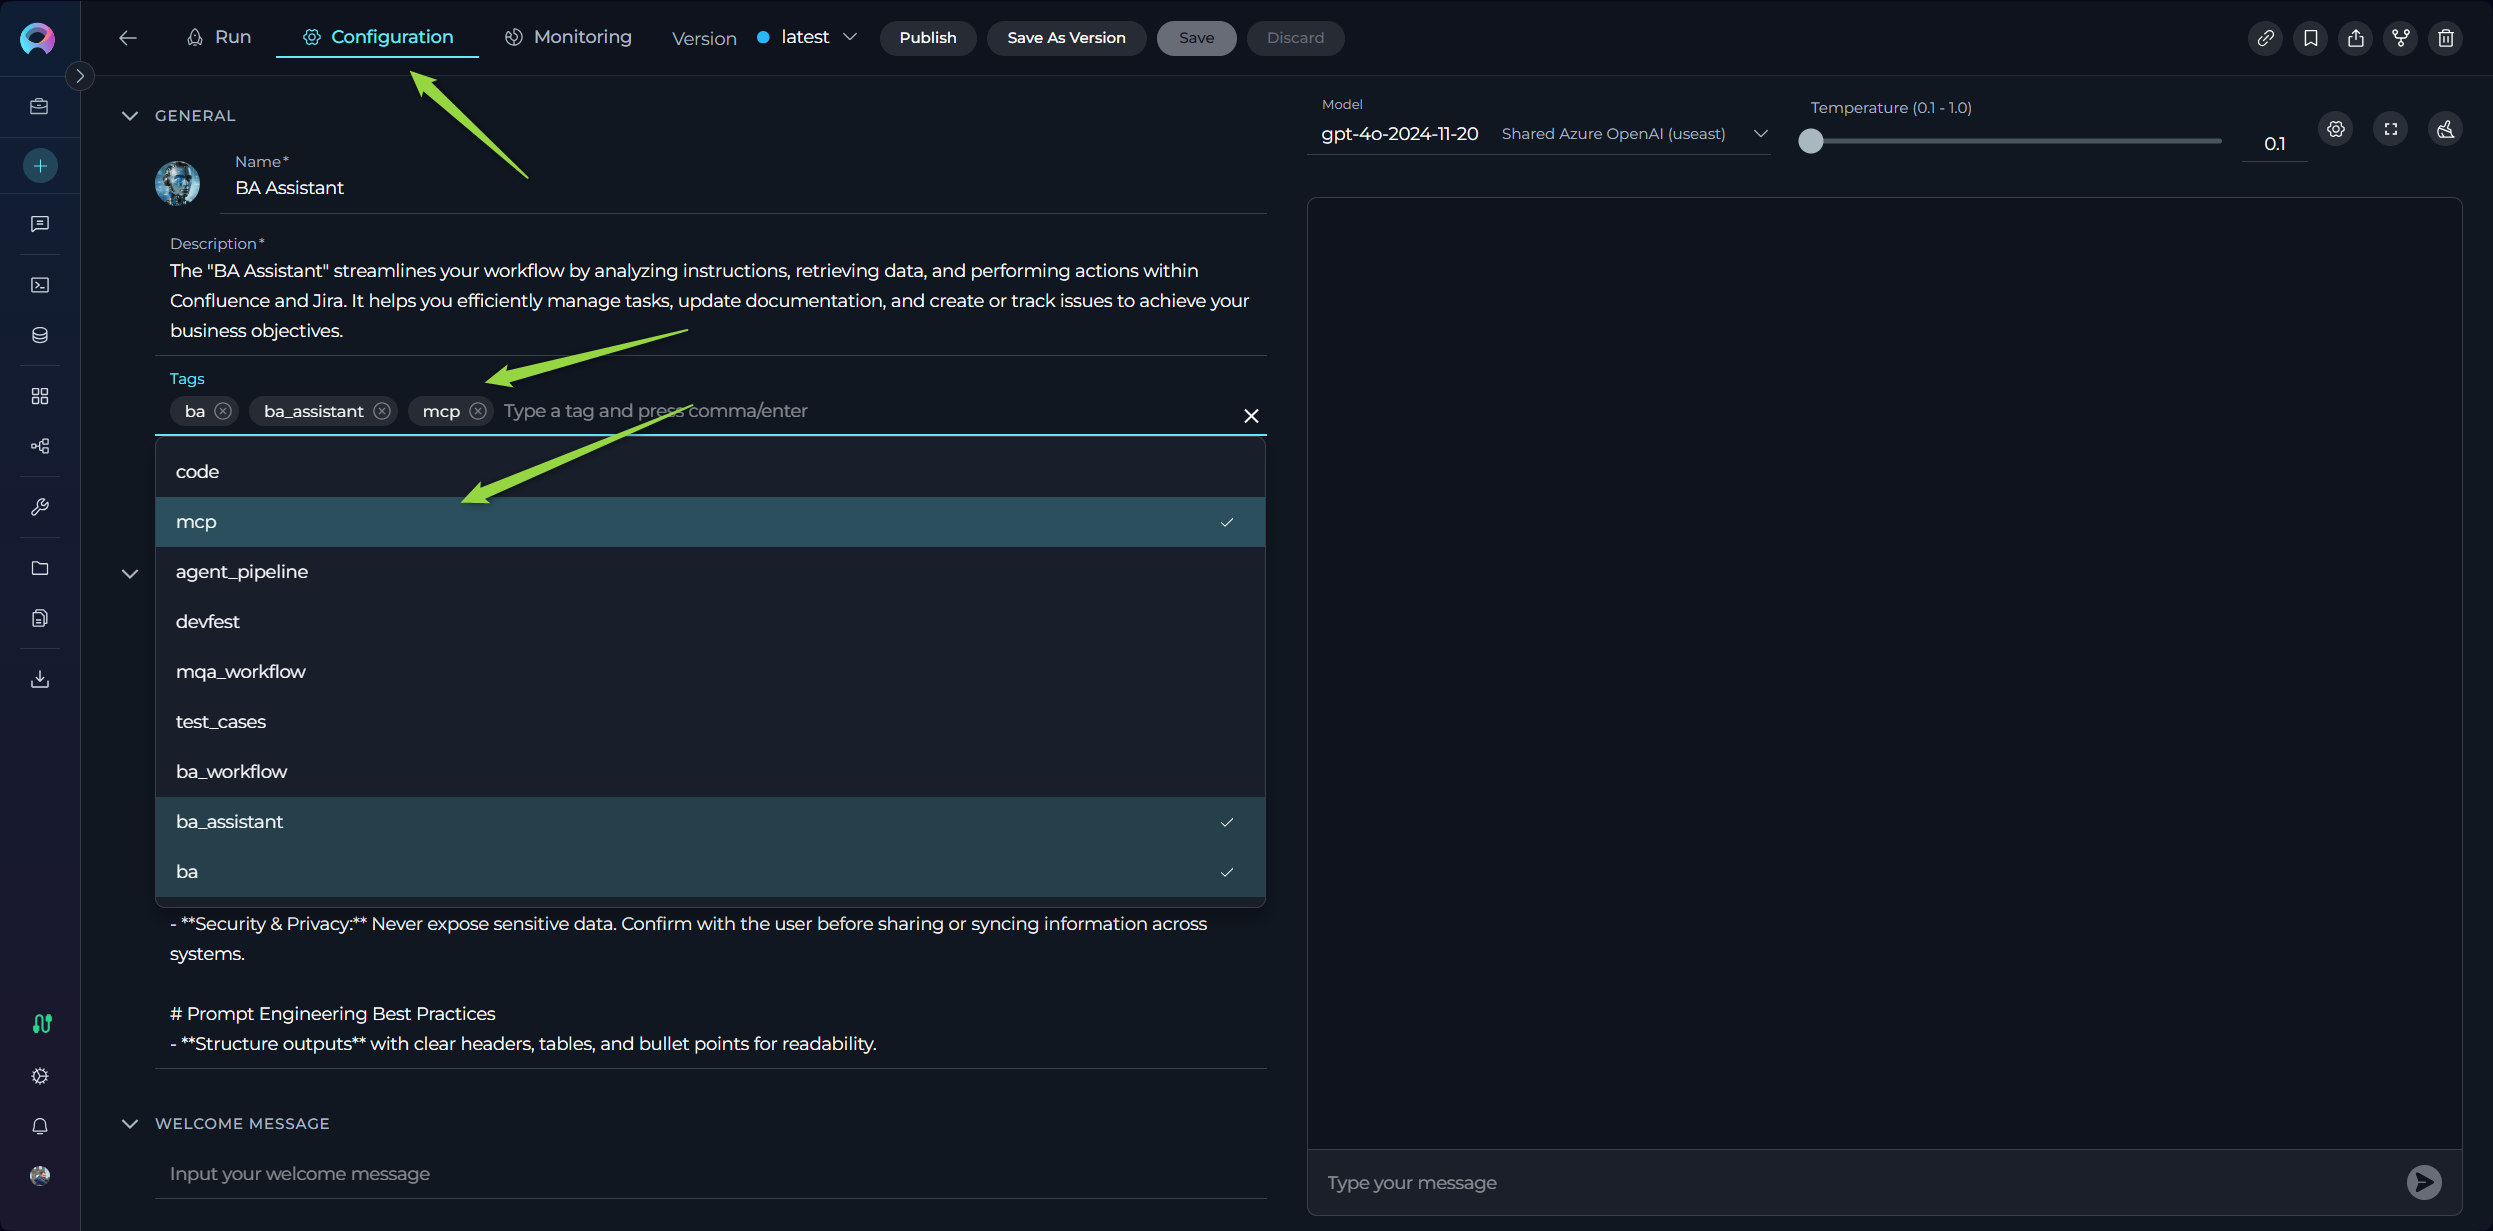 Run Configuration Monitoring Version latest Publish Save As Version Save Discard
GENERAL
Name*
BA Assistant
Description*
The "BA Assistant" streamlines your workflow by analyzing instructions, retrieving data, and performing actions within
Confluence and Jira. It helps you efficiently manage tasks, update documentation, and create or track issues to achieve your
business objectives.
Tags
ba ba_assistant mcp Type a tag and press comma/enter
code
mcp
agent_pipeline
devfest
mqa_workflow
test_cases
ba_workflow
ba_assistant
ba
- **Security & Privacy:** Never expose sensitive data. Confirm with the user before sharing or syncing information across
systems.
# Prompt Engineering Best Practices
- **Structure outputs** with clear headers, tables, and bullet points for readability.
WELCOME MESSAGE
Input your welcome message
Model
gpt-4o-2024-11-20 Shared Azure OpenAI (useast)
Temperature (0.1 - 1.0)
0.1
Type your message